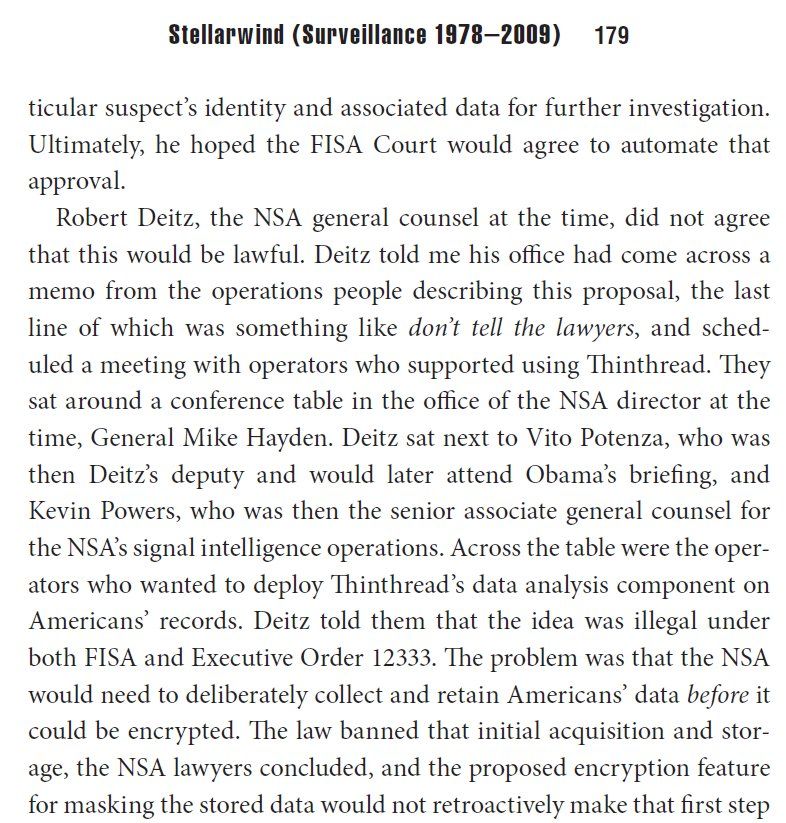 Stellarwind (Surveillance 1978–2009) 179
ticular suspect’s identity and associated data for further investigation.
Ultimately, he hoped the FISA Court would agree to automate that
approval.
Robert Deitz, the NSA general counsel at the time, did not agree
that this would be lawful. Deitz told me his office had come across a
memo from the operations people describing this proposal, the last
line of which was something like don’t tell the lawyers, and sched-
uled a meeting with operators who supported using Thinthread. They
sat around a conference table in the office of the NSA director at the
time, General Mike Hayden. Deitz sat next to Vito Potenza, who was
then Deitz’s deputy and would later attend Obama’s briefing, and
Kevin Powers, who was then the senior associate general counsel for
the NSA’s signal intelligence operations. Across the table were the oper-
ators who wanted to deploy Thinthread’s data analysis component on
Americans’ records. Deitz told them that the idea was illegal under
both FISA and Executive Order 12333. The problem was that the NSA
would need to deliberately collect and retain Americans’ data before it
could be encrypted. The law banned that initial acquisition and stor-
age, the NSA lawyers concluded, and the proposed encryption feature
for masking the stored data would not retroactively make that first step